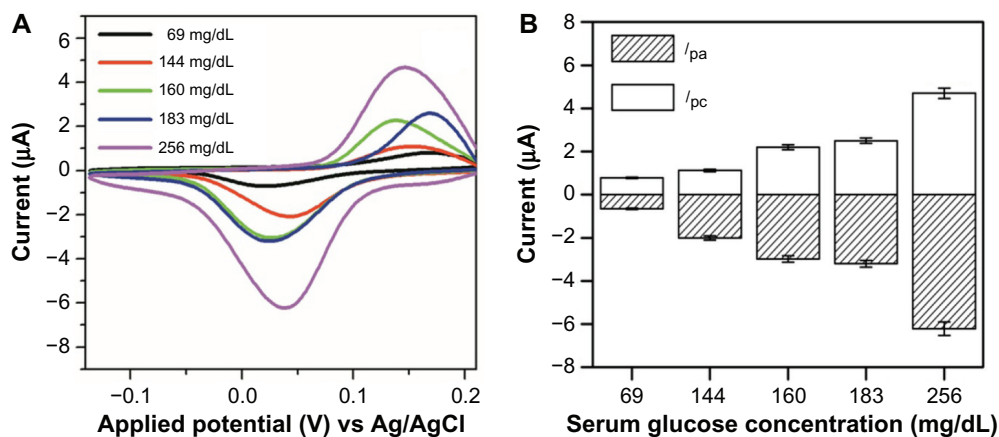 A
Current (µA)
6
4
2
0
−2
−4
−6
−8
69 mg/dL
144 mg/dL
160 mg/dL
183 mg/dL
256 mg/dL
−0.1
0.0
0.1
0.2
Applied potential (V) vs Ag/AgCl
B
Current (µA)
8
6
4
2
0
−2
−4
−6
−8
Ipa
Ipc
69
144
160
183
256
Serum glucose concentration (mg/dL)